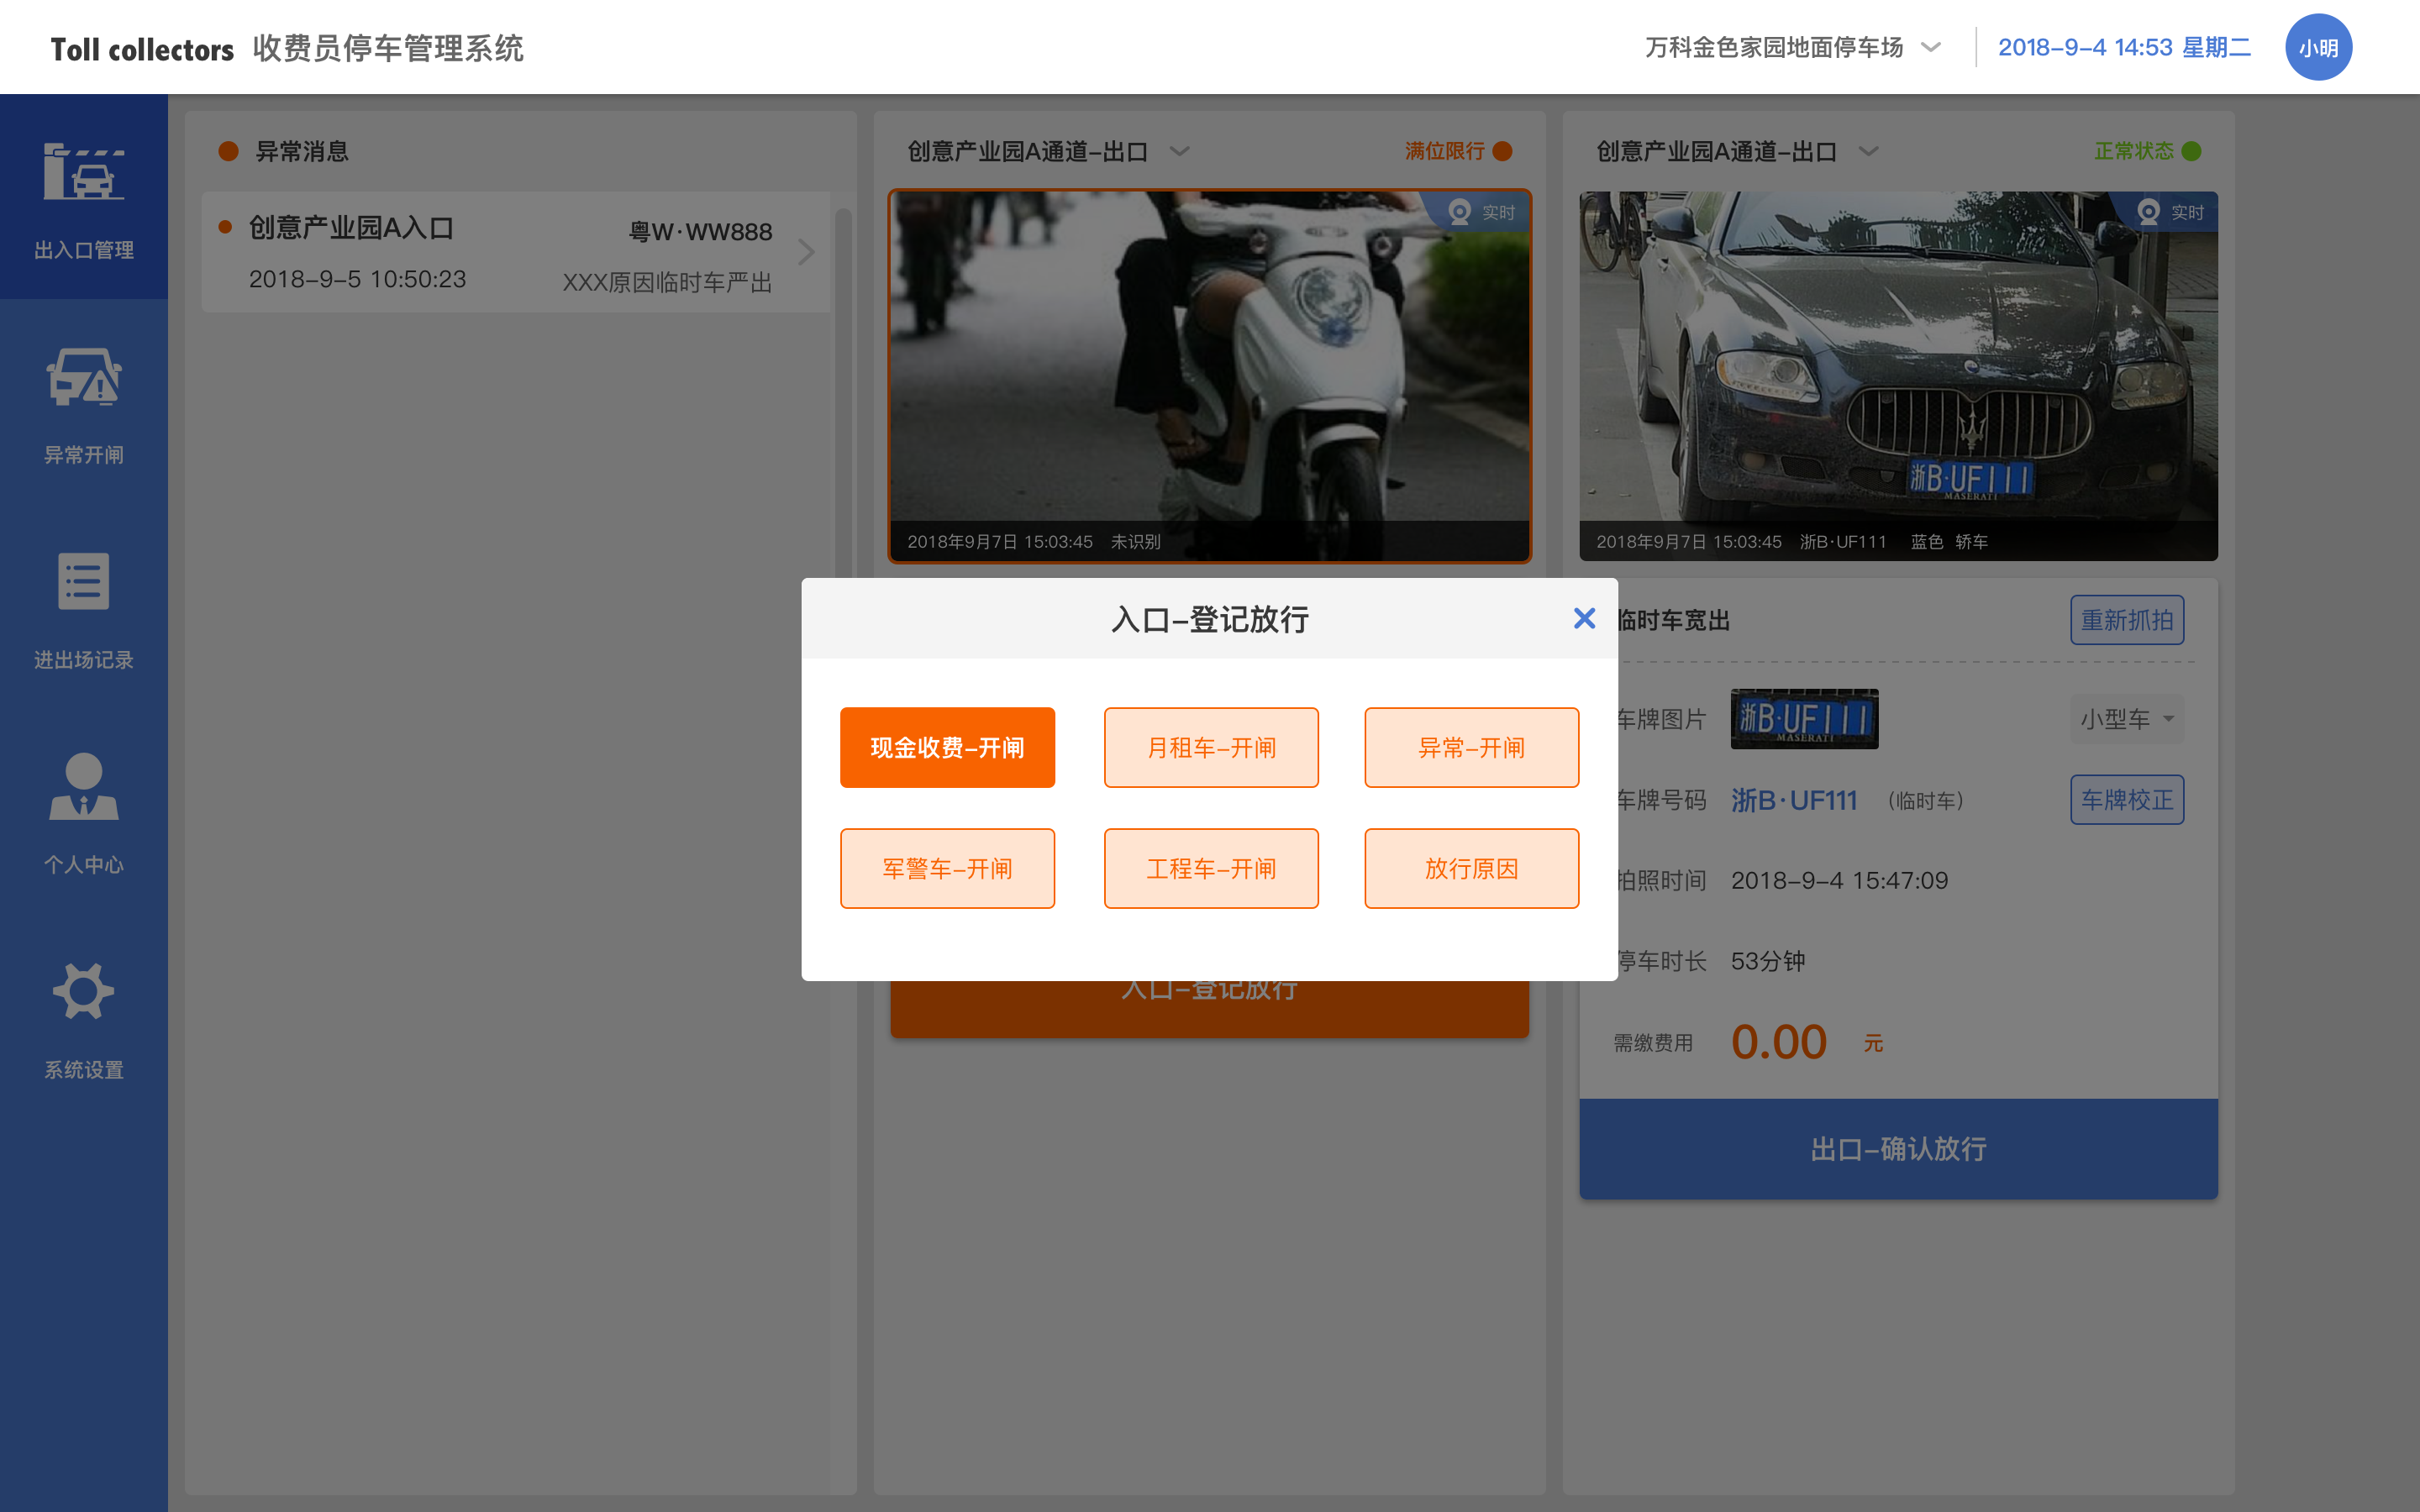 Toll collectors 收费员停车管理系统
万科金色家园地面停车场
2018-9-4 14:53 星期二
小明
出入口管理
异常开闸
进出场记录
个人中心
系统设置
异常消息
创意产业园A入口
粤W·WW888
2018-9-5 10:50:23
XXX原因临时车严出
创意产业园A通道-出口
满位限行
实时
2018年9月7日 15:03:45 未识别
创意产业园A通道-出口
正常状态
实时
浙B·UF111
MASERATI
2018年9月7日 15:03:45 浙B·UF111 蓝色 轿车
入口-登记放行
现金收费-开闸
月租车-开闸
异常-开闸
军警车-开闸
工程车-开闸
放行原因
入口-登记放行
临时车宽出
重新抓拍
车牌图片
浙B·UF111
MASERATI
小型车
车牌号码 浙B·UF111 (临时车)
车牌校正
拍照时间 2018-9-4 15:47:09
停车时长 53分钟
需缴费用 0.00 元
出口-确认放行